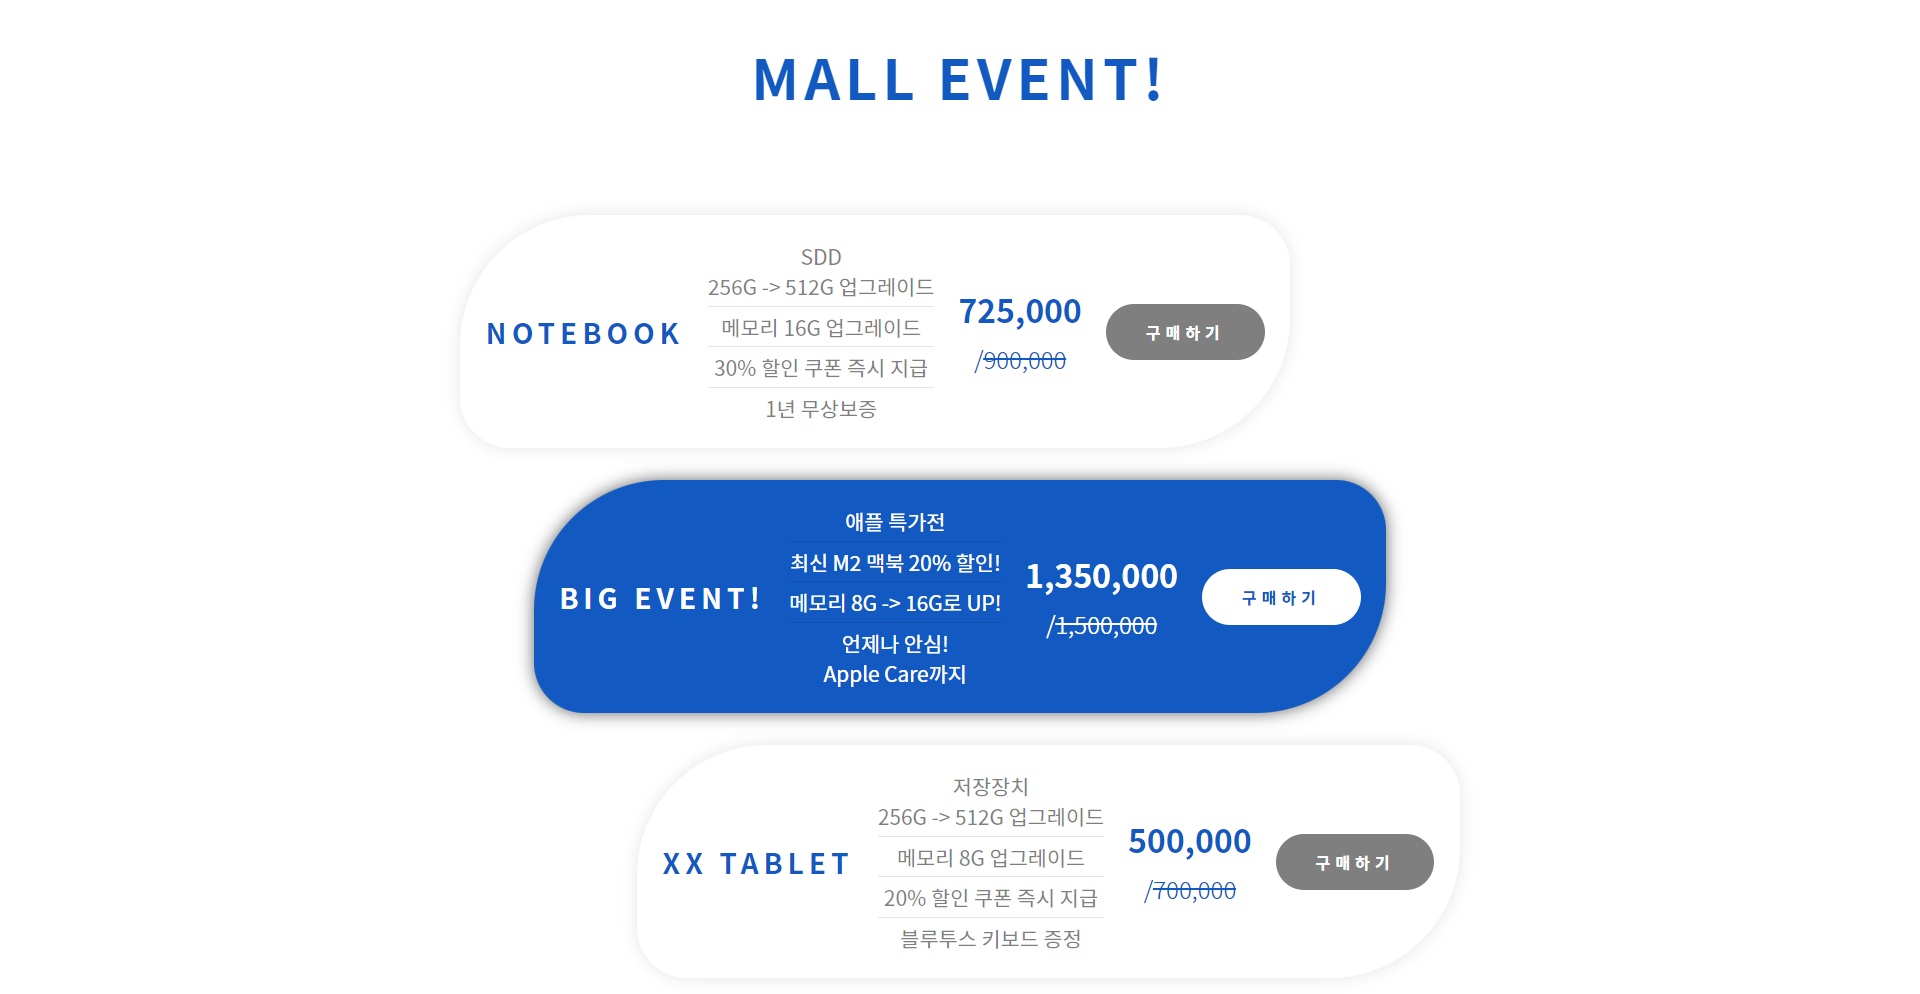 MALL EVENT!
NOTEBOOK
SDD
256G -> 512G 업그레이드
메모리 16G 업그레이드
30% 할인 쿠폰 즉시 지급
1년 무상보증
725,000
/900,000
구매하기
BIG EVENT!
애플 특가전
최신 M2 맥북 20% 할인!
메모리 8G -> 16G로 UP!
언제나 안심!
Apple Care까지
1,350,000
/1,500,000
구매하기
XX TABLET
저장장치
256G -> 512G 업그레이드
메모리 8G 업그레이드
20% 할인 쿠폰 즉시 지급
블루투스 키보드 증정
500,000
/700,000
구매하기